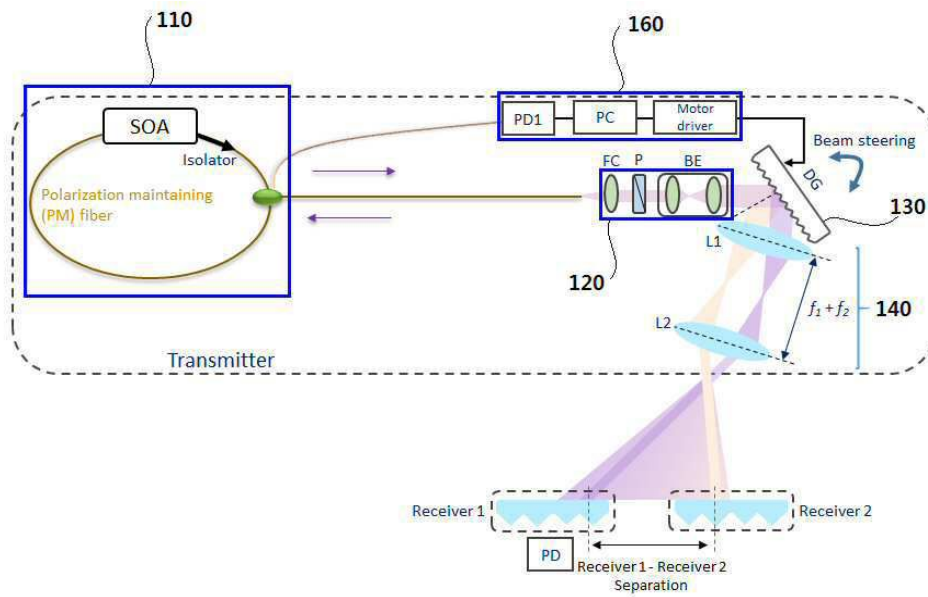 110
160
SOA
Isolator
PD1
PC
Motor
driver
Beam steering
Polarization maintaining
(PM) fiber
FC
P
BE
DG
130
L1
120
f1 + f2
140
L2
Transmitter
Receiver 1
Receiver 2
PD
Receiver 1 - Receiver 2
Separation